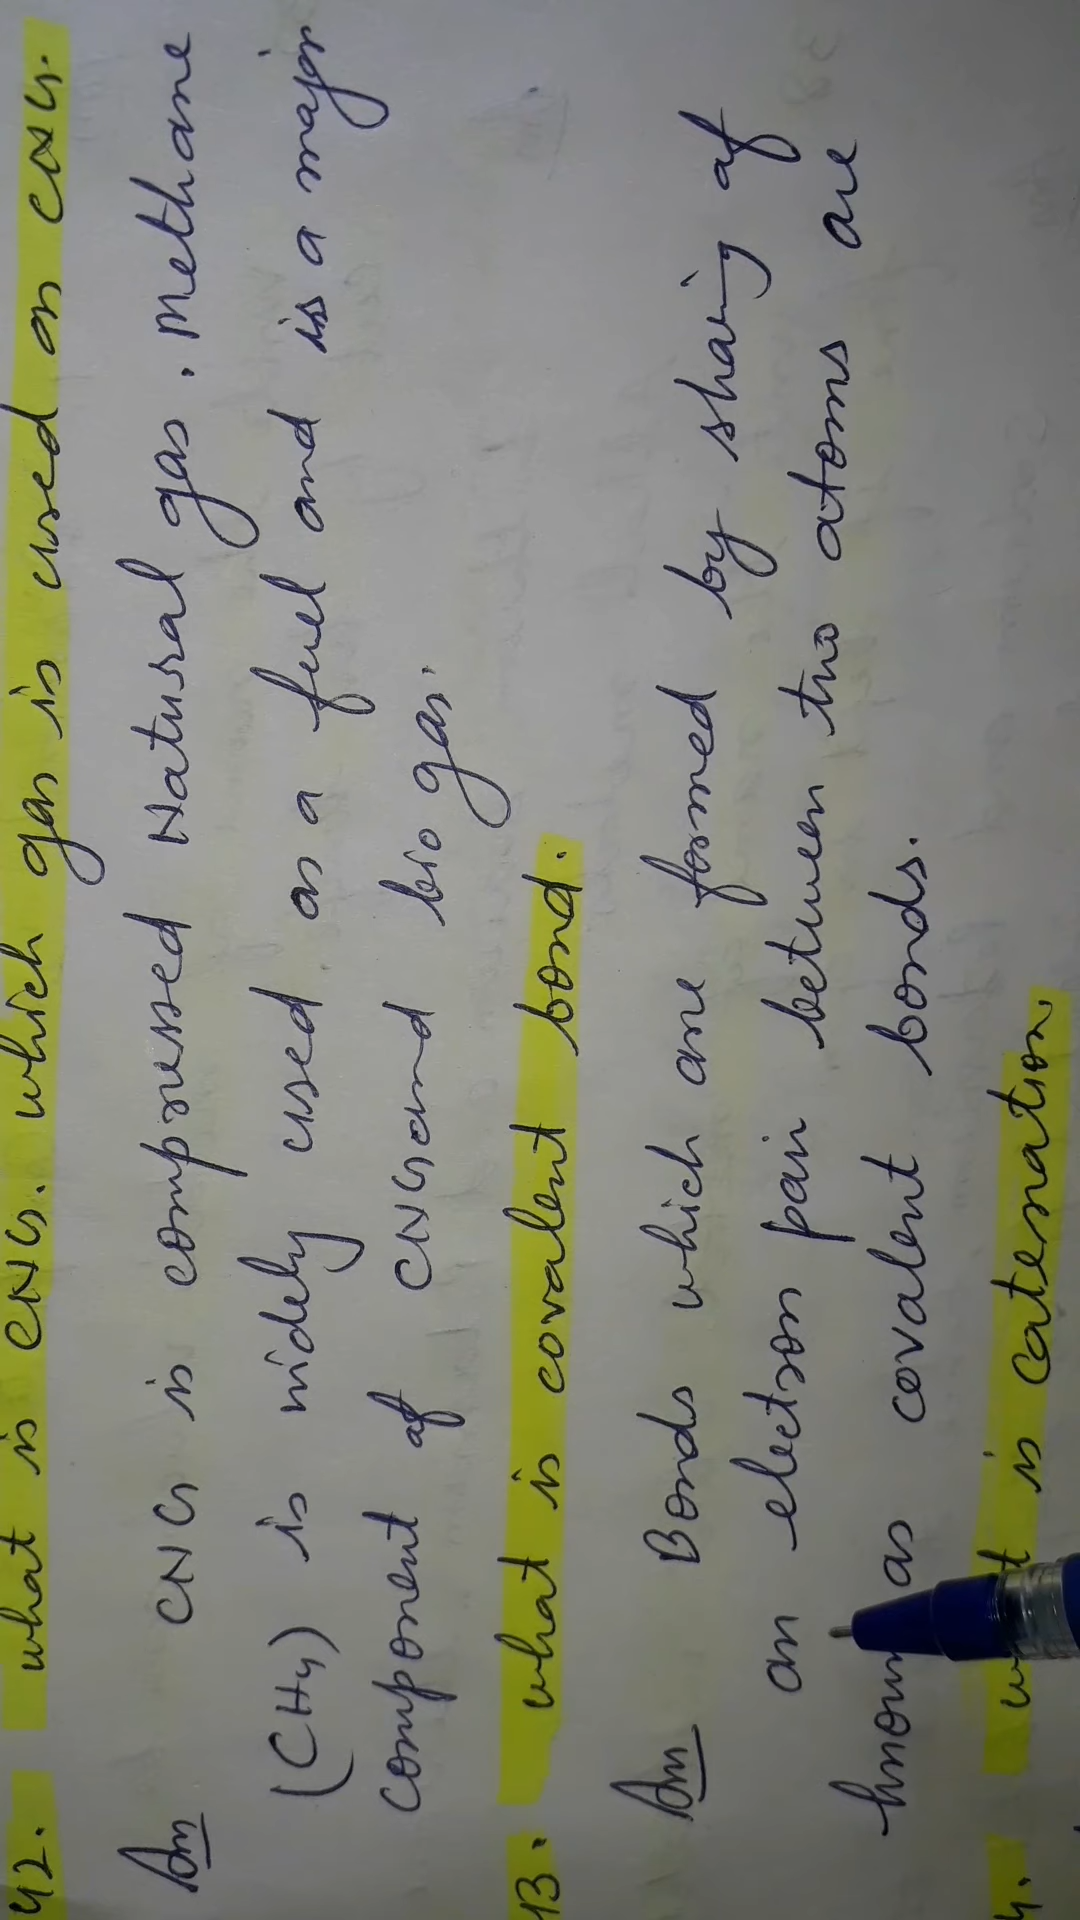 42. what is CNG. which gas is used as CNG.
Ans CNG is compressed Natural gas. Methane
(CH4) is widely used as a fuel and is a major
component of CNG and bio gas.
43. what is covalent bond.
Ans Bonds which are formed by sharing of
an electron pair between two atoms are
known as covalent bonds.
is catenation.